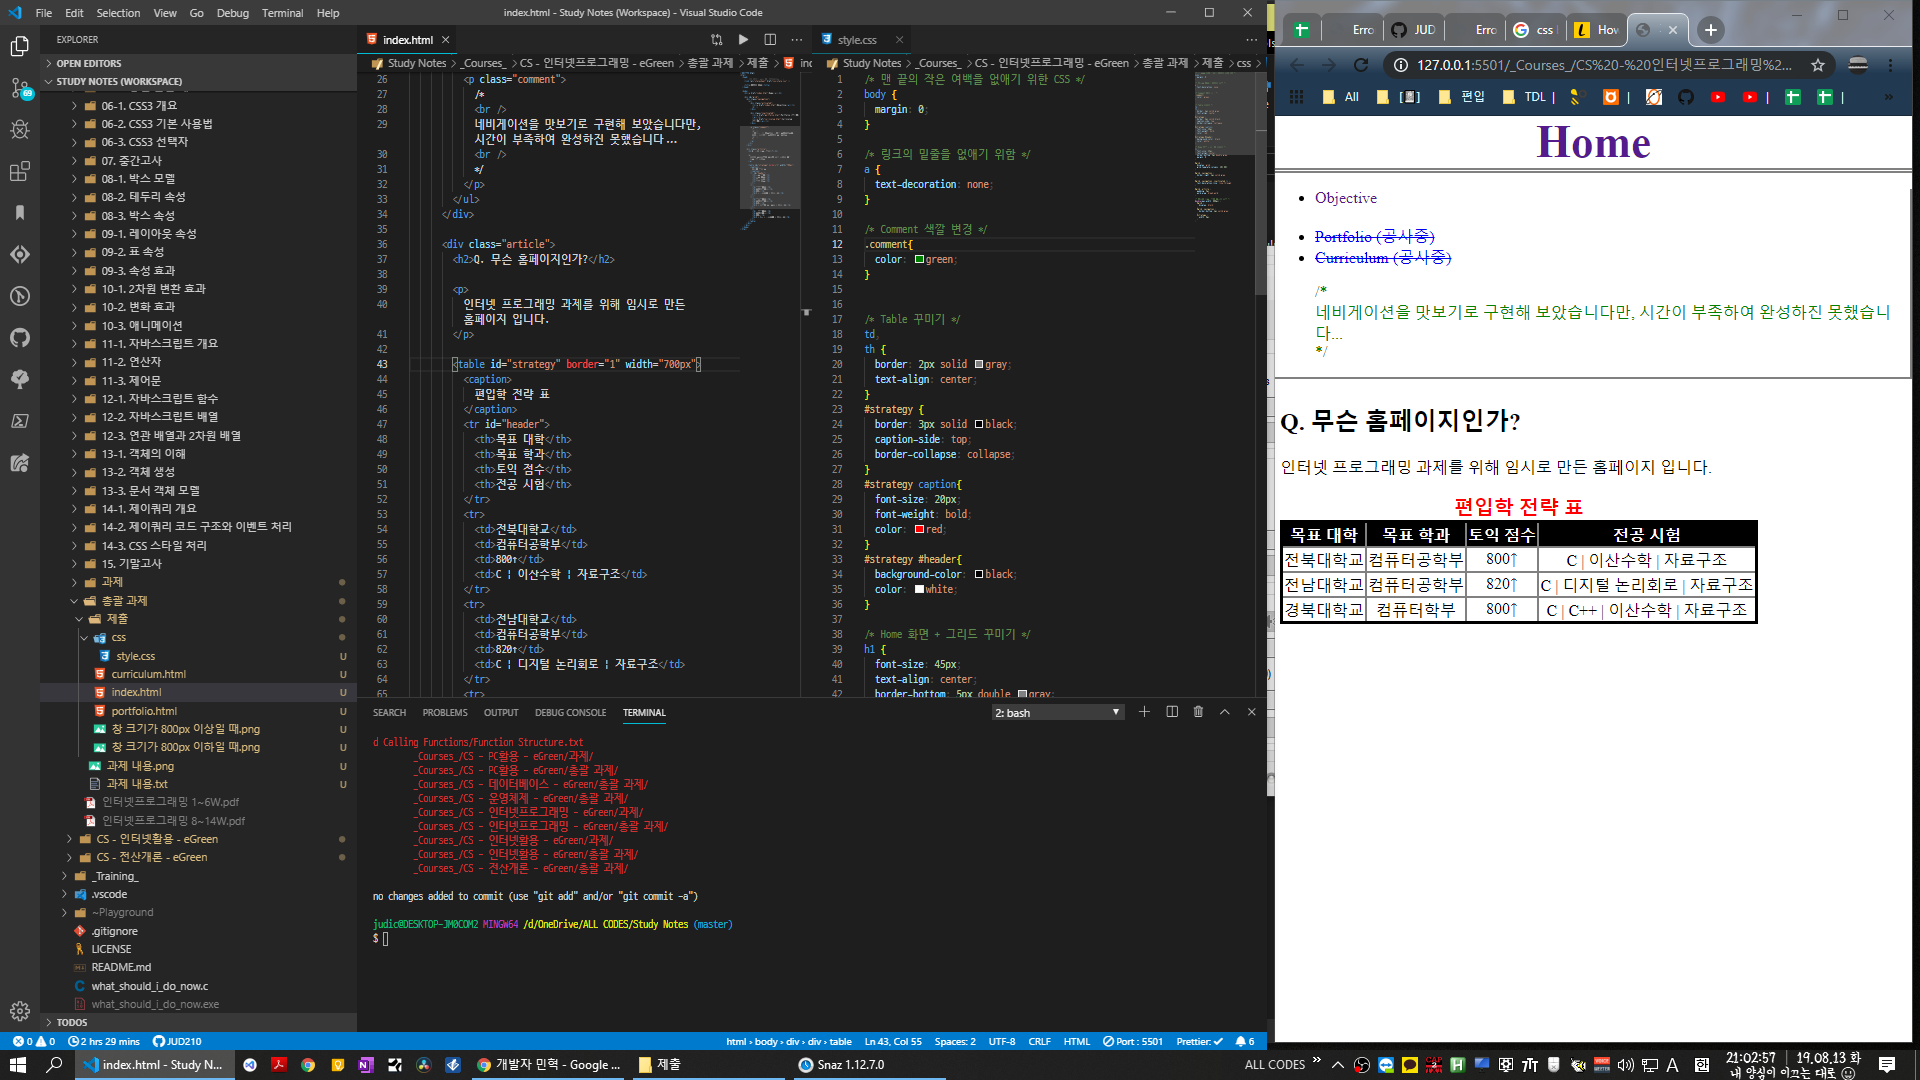 File Edit Selection View Go Debug Terminal Help
index.html - Study Notes (Workspace) - Visual Studio Code
EXPLORER
OPEN EDITORS
STUDY NOTES (WORKSPACE)
06-1. CSS3 개요
06-2. CSS3 기본 사용법
06-3. CSS3 선택자
07. 중간고사
08-1. 박스 모델
08-2. 테두리 속성
08-3. 박스 속성
09-1. 레이아웃 속성
09-2. 표 속성
09-3. 속성 효과
10-1. 2차원 변환 효과
10-2. 변화 효과
10-3. 애니메이션
11-1. 자바스크립트 개요
11-2. 연산자
11-3. 제어문
12-1. 자바스크립트 함수
12-2. 자바스크립트 배열
12-3. 연관 배열과 2차원 배열
13-1. 객체의 이해
13-2. 객체 생성
13-3. 문서 객체 모델
14-1. 제이쿼리 개요
14-2. 제이쿼리 코드 구조와 이벤트 처리
14-3. CSS 스타일 처리
15. 기말고사
과제
총괄 과제
제출
css
style.css U
curriculum.html U
index.html U
portfolio.html U
창 크기가 800px 이상일 때.png U
창 크기가 800px 이하일 때.png U
과제 내용.png U
과제 내용.txt U
인터넷프로그래밍 1~6W.pdf
인터넷프로그래밍 8~14W.pdf
CS - 인터넷활용 - eGreen
CS - 전산개론 - eGreen
_Training_
.vscode
~Playground
.gitignore
LICENSE
README.md
what_should_i_do_now.c
what_should_i_do_now.exe
TODOS
index.html
Study Notes > _Courses_ > CS - 인터넷프로그래밍 - eGreen > 총괄 과제 > 제출
26 <p class="comment">
27 /*
28 <br />
29 네비게이션을 맛보기로 구현해 보았습니다만,
시간이 부족하여 완성하진 못했습니다...
30 <br />
31 */
32 </p>
33 </ul>
34 </div>
35
36 <div class="article">
37 <h2>Q. 무슨 홈페이지인가?</h2>
38
39 <p>
40 인터넷 프로그래밍 과제를 위해 임시로 만든
홈페이지 입니다.
41 </p>
42
43 <table id="strategy" border="1" width="700px">
44 <caption>
45 편입학 전략 표
46 </caption>
47 <tr id="header">
48 <th>목표 대학</th>
49 <th>목표 학과</th>
50 <th>토익 점수</th>
51 <th>전공 시험</th>
52 </tr>
53 <tr>
54 <td>전북대학교</td>
55 <td>컴퓨터공학부</td>
56 <td>800↑</td>
57 <td>C | 이산수학 | 자료구조</td>
58 </tr>
59 <tr>
60 <td>전남대학교</td>
61 <td>컴퓨터공학부</td>
62 <td>820↑</td>
63 <td>C | 디지털 논리회로 | 자료구조</td>
64 </tr>
65 <tr>
style.css
Study Notes > _Courses_ > CS - 인터넷프로그래밍 - eGreen > 총괄 과제 > 제출 > css
1 /* 맨 끝의 작은 여백을 없애기 위한 CSS */
2 body {
3 margin: 0;
4 }
5
6 /* 링크의 밑줄을 없애기 위함 */
7 a {
8 text-decoration: none;
9 }
10
11 /* Comment 색깔 변경 */
12 .comment{
13 color: green;
14 }
15
16
17 /* Table 꾸미기 */
18 td,
19 th {
20 border: 2px solid gray;
21 text-align: center;
22 }
23 #strategy {
24 border: 3px solid black;
25 caption-side: top;
26 border-collapse: collapse;
27 }
28 #strategy caption{
29 font-size: 20px;
30 font-weight: bold;
31 color: red;
32 }
33 #strategy #header{
34 background-color: black;
35 color: white;
36 }
37
38 /* Home 화면 + 그리드 꾸미기 */
39 h1 {
40 font-size: 45px;
41 text-align: center;
42 border-bottom: 5px double gray;
SEARCH PROBLEMS OUTPUT DEBUG CONSOLE TERMINAL
2: bash
d Calling Functions/Function Structure.txt
_Courses_/CS - PC활용 - eGreen/과제/
_Courses_/CS - PC활용 - eGreen/총괄 과제/
_Courses_/CS - 데이터베이스 - eGreen/총괄 과제/
_Courses_/CS - 운영체제 - eGreen/총괄 과제/
_Courses_/CS - 인터넷프로그래밍 - eGreen/과제/
_Courses_/CS - 인터넷프로그래밍 - eGreen/총괄 과제/
_Courses_/CS - 인터넷활용 - eGreen/과제/
_Courses_/CS - 인터넷활용 - eGreen/총괄 과제/
_Courses_/CS - 전산개론 - eGreen/총괄 과제/
no changes added to commit (use "git add" and/or "git commit -a")
judic@DESKTOP-JM0COM2 MINGW64 /d/OneDrive/ALL CODES/Study Notes (master)
$
0 0 2 hrs 29 mins JUD210
html > body > div > div > table Ln 43, Col 55 Spaces: 2 UTF-8 CRLF HTML Port : 5501 Prettier: ✓ 6
Erro JUD Erro css How
127.0.0.1:5501/_Courses_/CS%20-%20인터넷프로그래밍%2...
All 편입 TDL |
Home
Objective
Portfolio (공사중)
Curriculum (공사중)
/*
네비게이션을 맛보기로 구현해 보았습니다만, 시간이 부족하여 완성하진 못했습니
다...
*/
Q. 무슨 홈페이지인가?
인터넷 프로그래밍 과제를 위해 임시로 만든 홈페이지 입니다.
편입학 전략 표
목표 대학 목표 학과 토익 점수 전공 시험
전북대학교 컴퓨터공학부 800↑ C | 이산수학 | 자료구조
전남대학교 컴퓨터공학부 820↑ C | 디지털 논리회로 | 자료구조
경북대학교 컴퓨터학부 800↑ C | C++ | 이산수학 | 자료구조
index.html - Study N...
개발자 민혁 - Google ...
제출
Snaz 1.12.7.0
ALL CODES
A 한
21:02:57 19.08.13 화
내 양심이 이끄는 대로